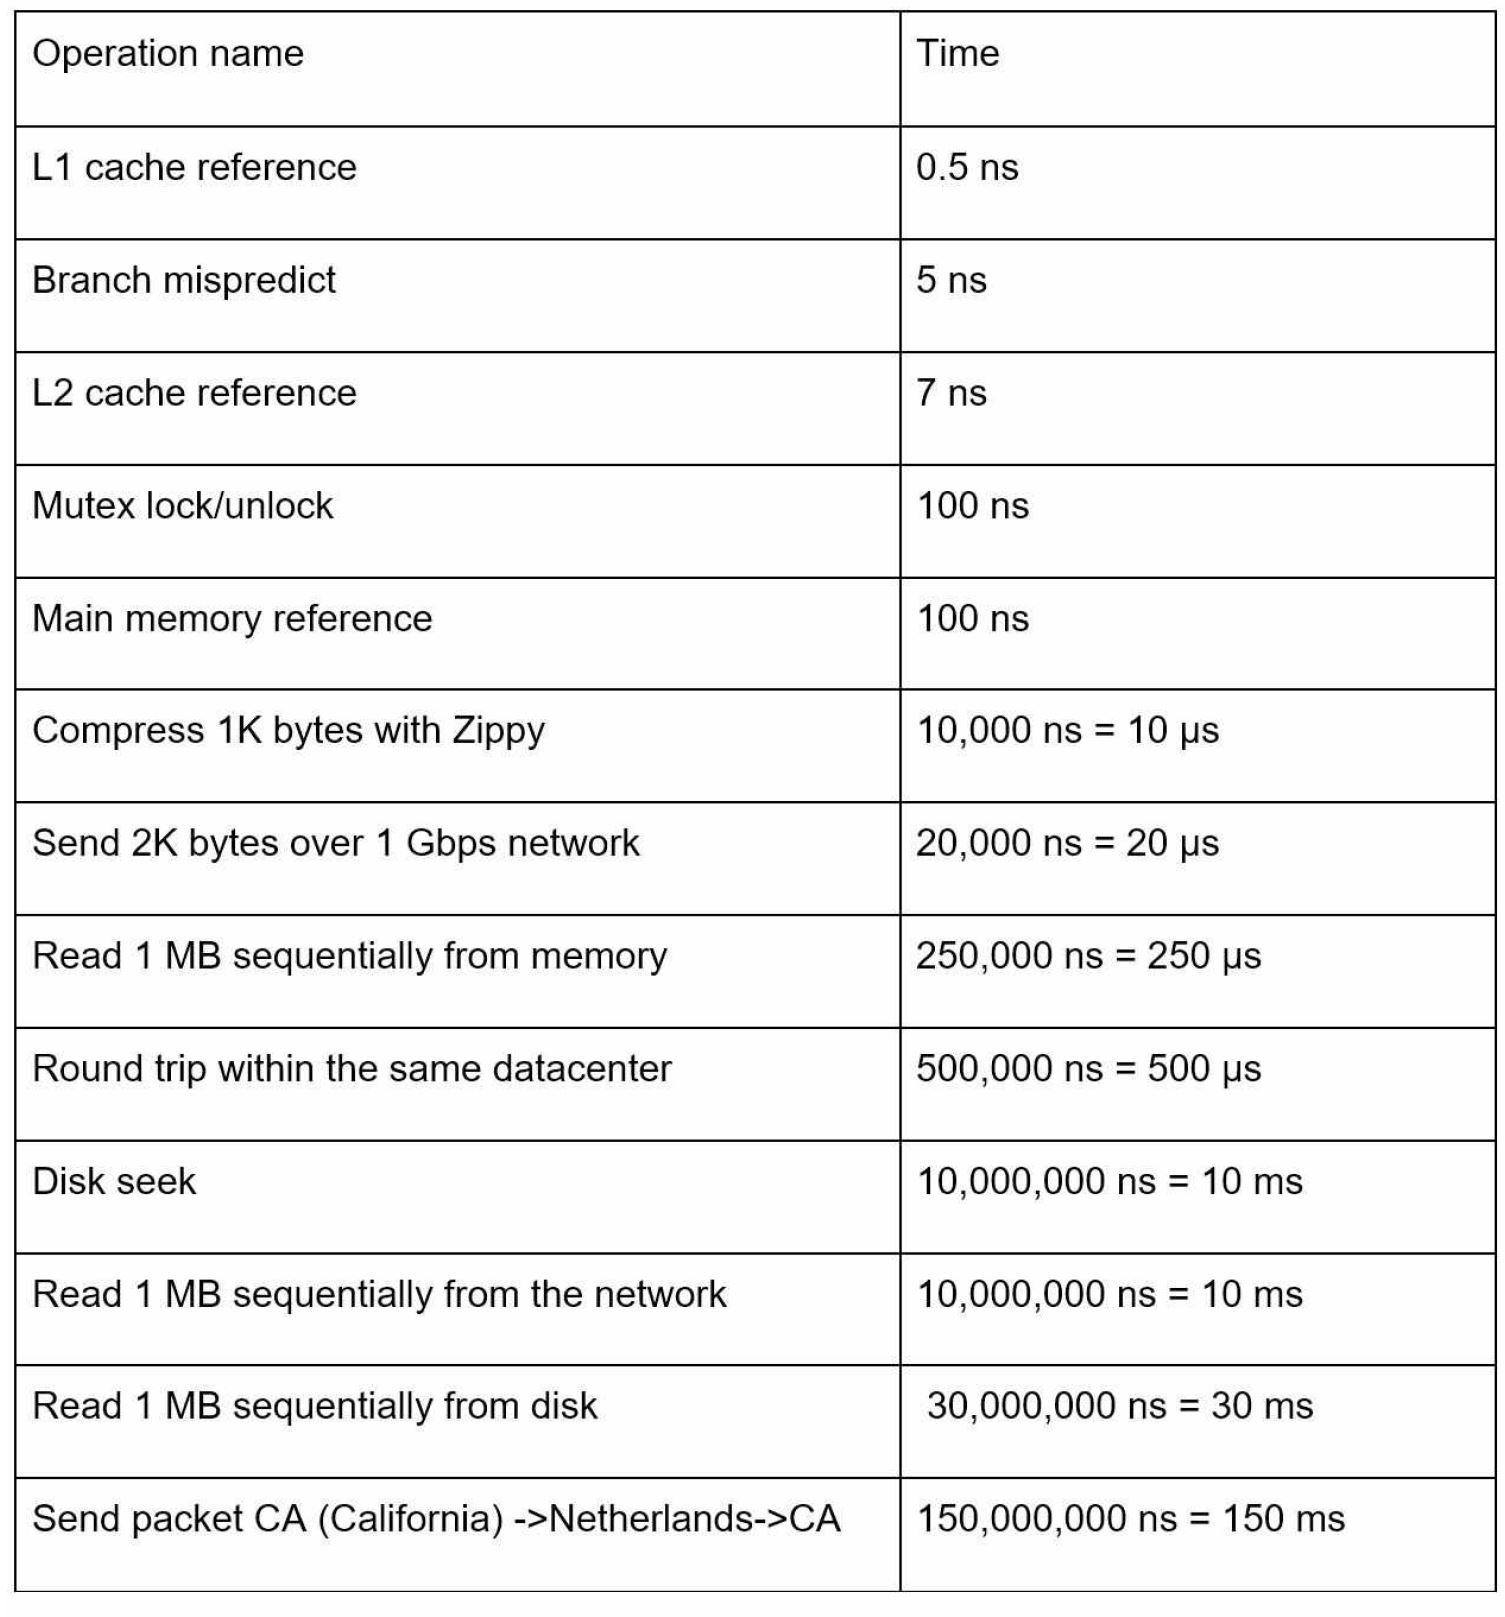 Operation name Time
L1 cache reference 0.5 ns
Branch mispredict 5 ns
L2 cache reference 7 ns
Mutex lock/unlock 100 ns
Main memory reference 100 ns
Compress 1K bytes with Zippy 10,000 ns = 10 µs
Send 2K bytes over 1 Gbps network 20,000 ns = 20 µs
Read 1 MB sequentially from memory 250,000 ns = 250 µs
Round trip within the same datacenter 500,000 ns = 500 µs
Disk seek 10,000,000 ns = 10 ms
Read 1 MB sequentially from the network 10,000,000 ns = 10 ms
Read 1 MB sequentially from disk 30,000,000 ns = 30 ms
Send packet CA (California) ->Netherlands->CA 150,000,000 ns = 150 ms